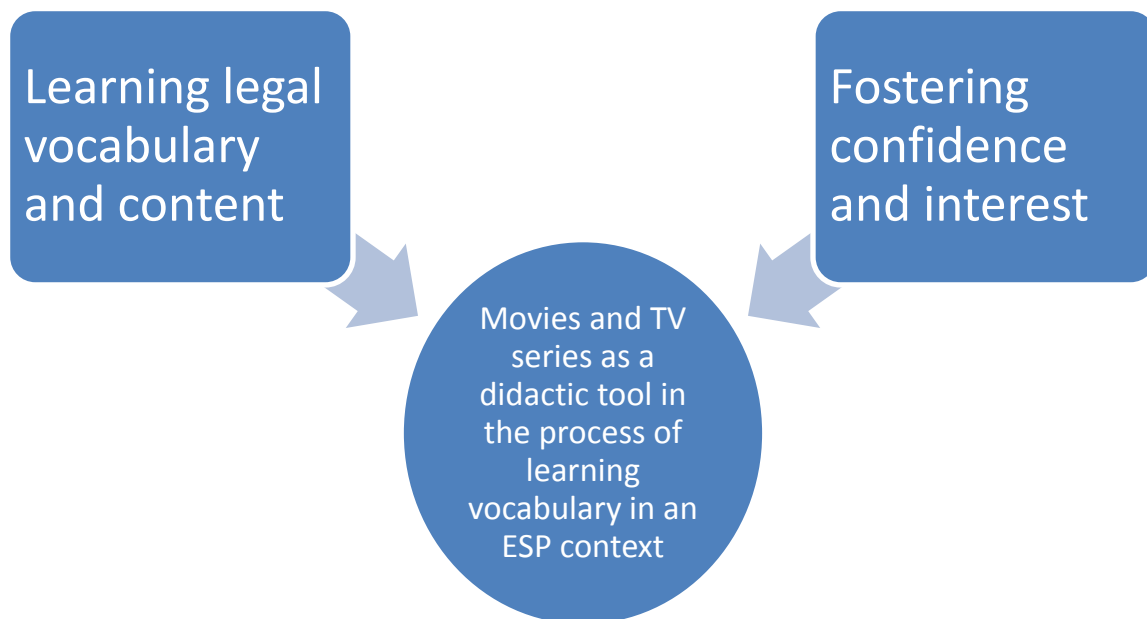 Learning legal
vocabulary
and content
Fostering
confidence
and interest
Movies and TV
series as a
didactic tool in
the process of
learning
vocabulary in an
ESP context